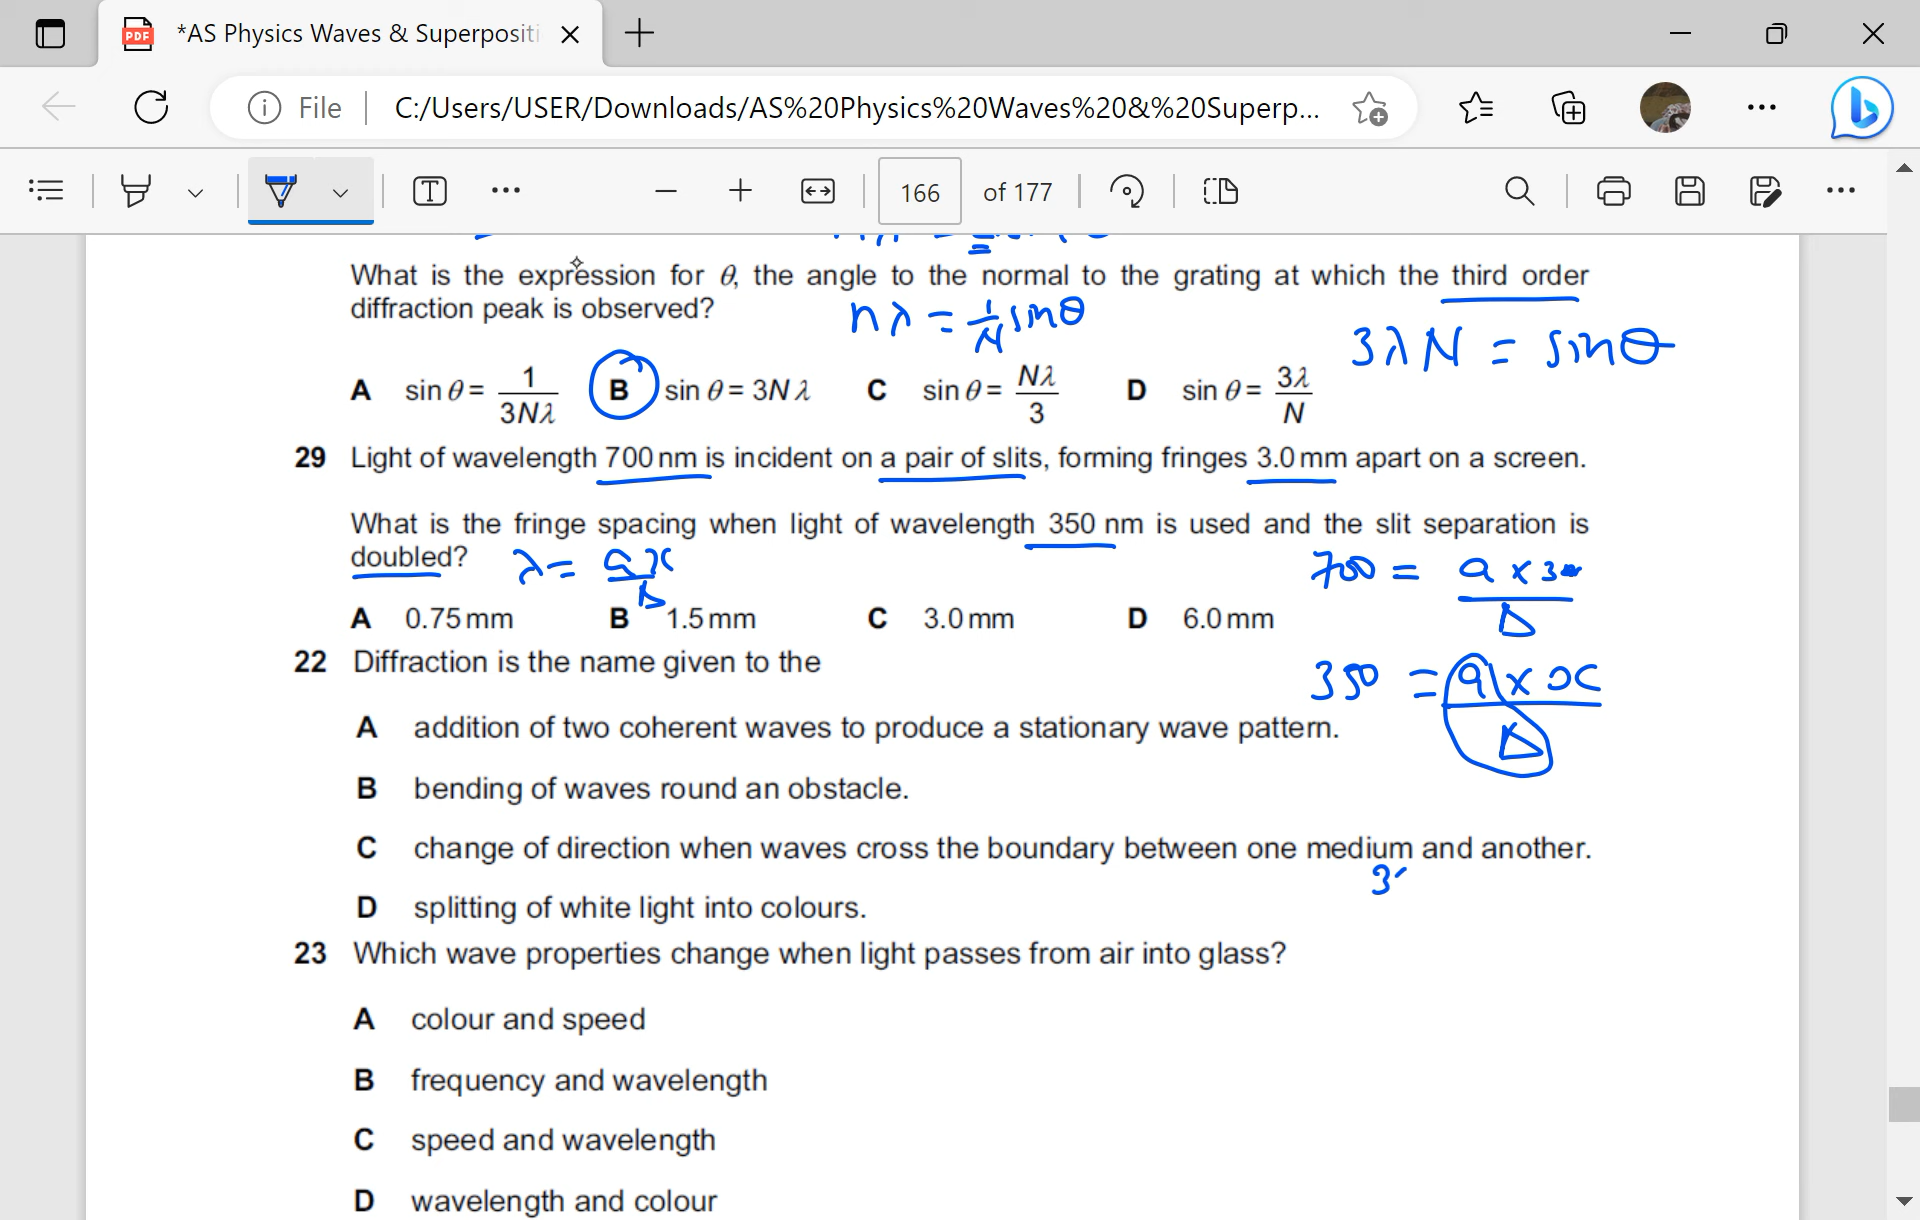 *AS Physics Waves & Superpositi
File C:/Users/USER/Downloads/AS%20Physics%20Waves%20&%20Superp...
166 of 177
What is the expression for θ, the angle to the normal to the grating at which the third order
diffraction peak is observed?
nλ = 1/N sinθ
3λN = sinθ
A sin θ = 1/3Nλ B sin θ = 3Nλ C sin θ = Nλ/3 D sin θ = 3λ/N
29 Light of wavelength 700 nm is incident on a pair of slits, forming fringes 3.0 mm apart on a screen.
What is the fringe spacing when light of wavelength 350 nm is used and the slit separation is
doubled?
λ = ax/D
700 = a x 3/D
A 0.75 mm B 1.5 mm C 3.0 mm D 6.0 mm
22 Diffraction is the name given to the
350 = a x x/D
A addition of two coherent waves to produce a stationary wave pattern.
B bending of waves round an obstacle.
C change of direction when waves cross the boundary between one medium and another.
3
D splitting of white light into colours.
23 Which wave properties change when light passes from air into glass?
A colour and speed
B frequency and wavelength
C speed and wavelength
D wavelength and colour